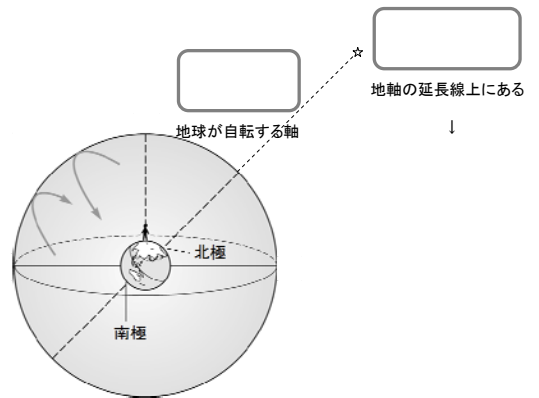 地球が自転する軸
地軸の延長線上にある
↓
北極
南極